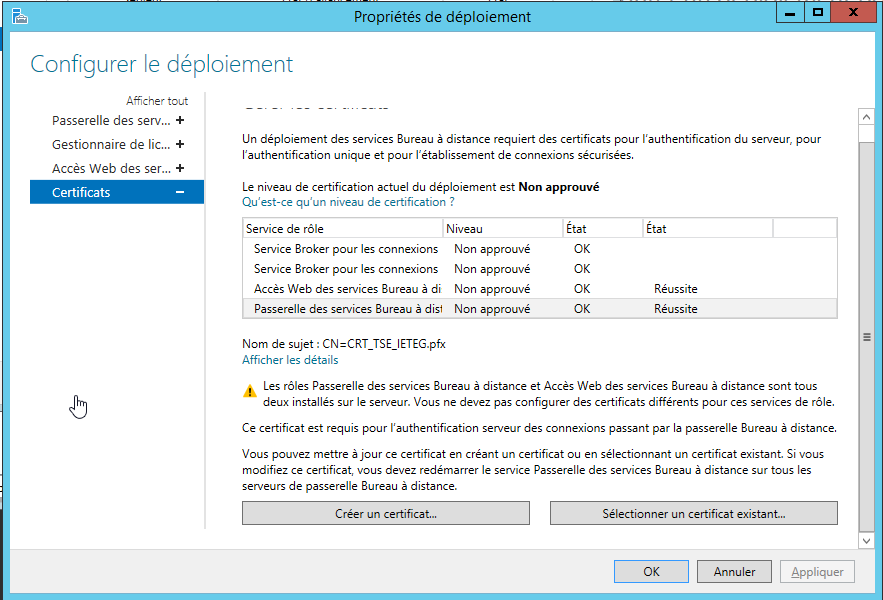 Propriétés de déploiement
Configurer le déploiement
Afficher tout
Passerelle des serv... +
Gestionnaire de lic... +
Accès Web des ser... +
Certificats –
Un déploiement des services Bureau à distance requiert des certificats pour l'authentification du serveur, pour
l'authentification unique et pour l'établissement de connexions sécurisées.
Le niveau de certification actuel du déploiement est Non approuvé
Qu'est-ce qu'un niveau de certification ?
Service de rôle Niveau État État
Service Broker pour les connexions Non approuvé OK
Service Broker pour les connexions Non approuvé OK
Accès Web des services Bureau à di Non approuvé OK Réussite
Passerelle des services Bureau à dist Non approuvé OK Réussite
Nom de sujet : CN=CRT_TSE_IETEG.pfx
Afficher les détails
Les rôles Passerelle des services Bureau à distance et Accès Web des services Bureau à distance sont tous
deux installés sur le serveur. Vous ne devez pas configurer des certificats différents pour ces services de rôle.
Ce certificat est requis pour l'authentification serveur des connexions passant par la passerelle Bureau à distance.
Vous pouvez mettre à jour ce certificat en créant un certificat ou en sélectionnant un certificat existant. Si vous
modifiez ce certificat, vous devez redémarrer le service Passerelle des services Bureau à distance sur tous les
serveurs de passerelle Bureau à distance.
Créer un certificat... Sélectionner un certificat existant...
OK Annuler Appliquer